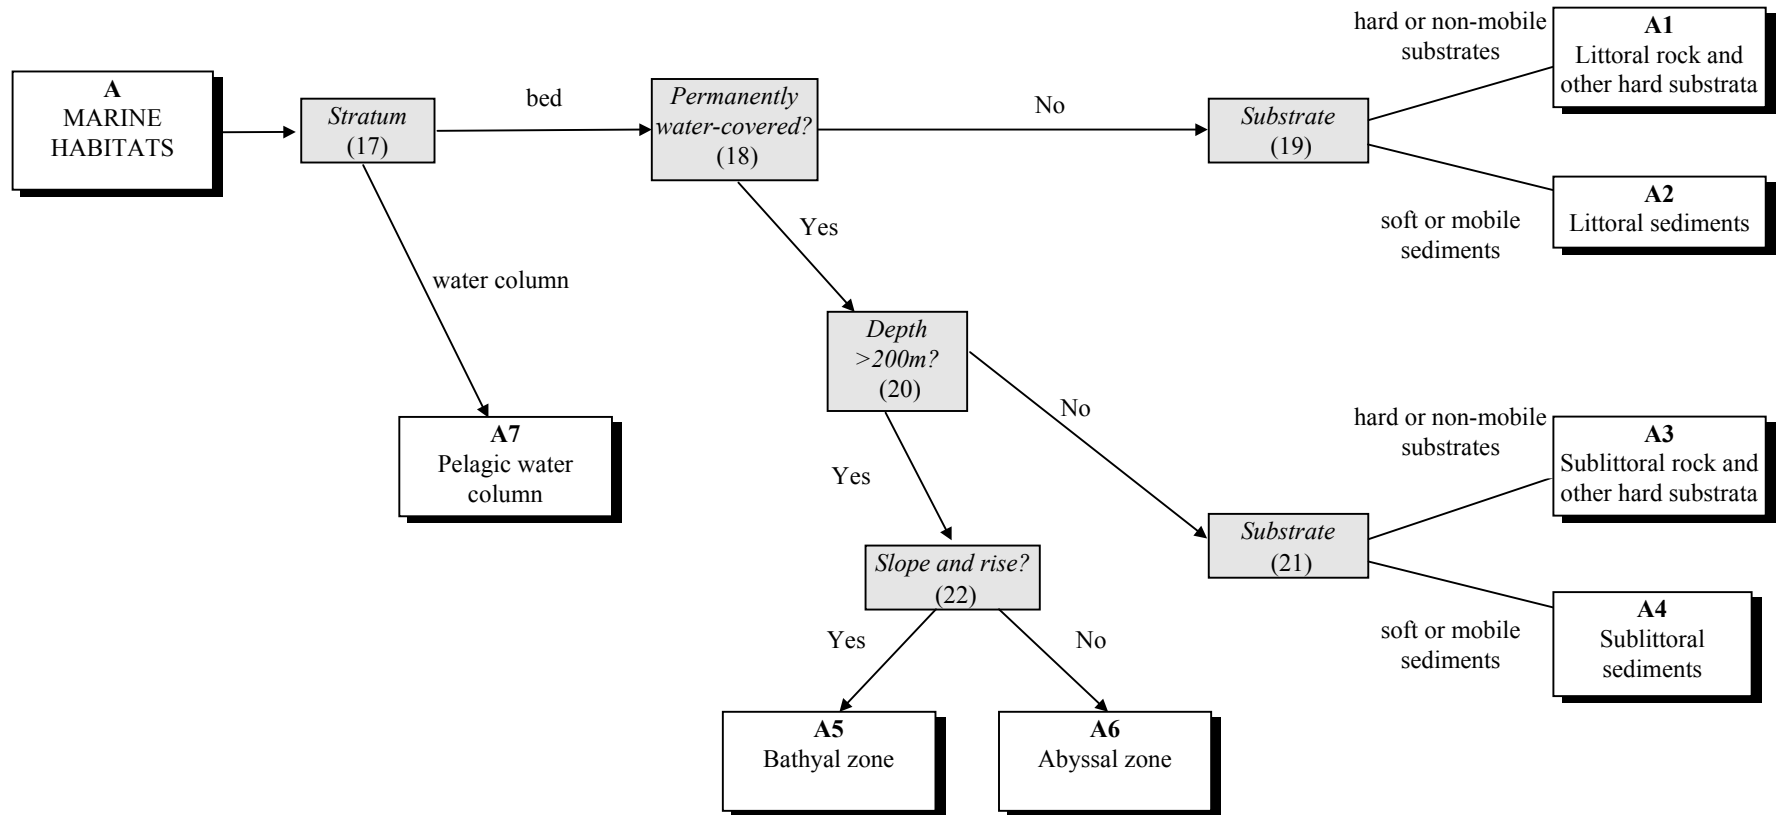 A
MARINE
HABITATS
Stratum
(17)
bed
Permanently
water-covered?
(18)
No
Substrate
(19)
hard or non-mobile
substrates
A1
Littoral rock and
other hard substrata
soft or mobile
sediments
A2
Littoral sediments
water column
A7
Pelagic water
column
Yes
Depth
>200m?
(20)
No
Substrate
(21)
hard or non-mobile
substrates
A3
Sublittoral rock and
other hard substrata
soft or mobile
sediments
A4
Sublittoral
sediments
Yes
Slope and rise?
(22)
Yes
No
A5
Bathyal zone
A6
Abyssal zone